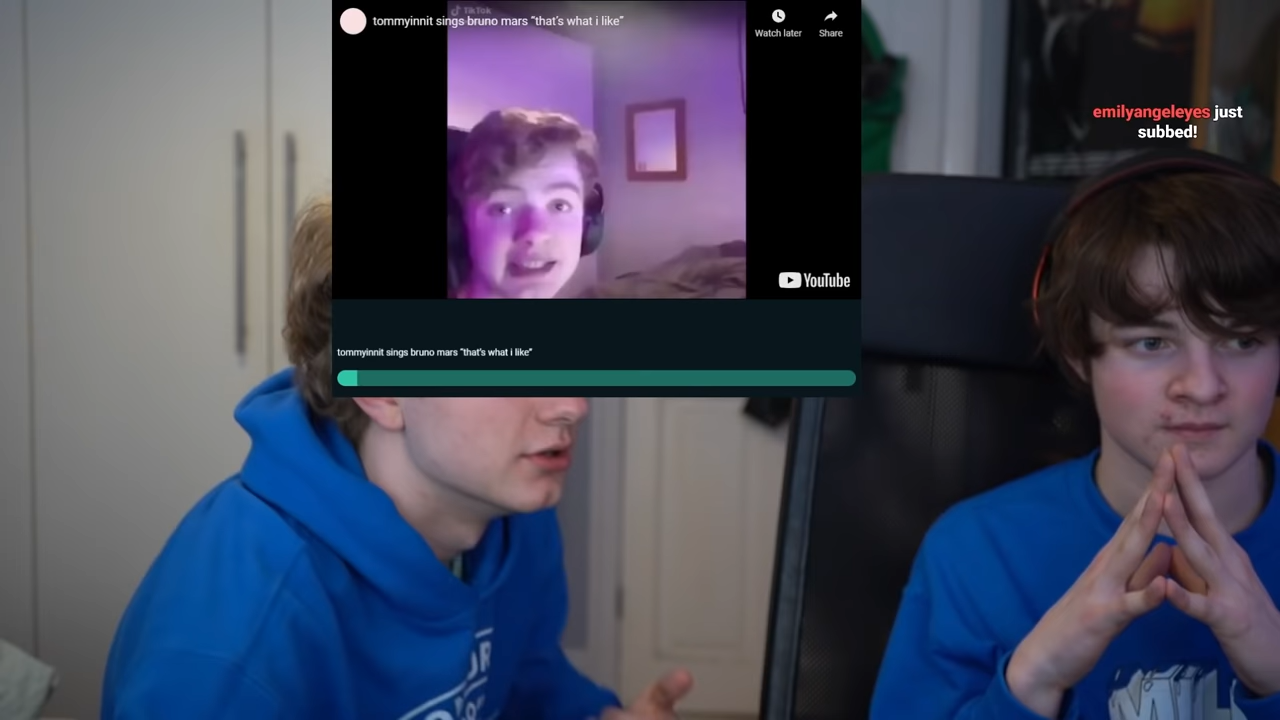 TikTok
tommyinnit sings bruno mars “that's what i like”
Watch later
Share
emilyangeleyes just
subbed!
YouTube
tommyinnit sings bruno mars “that's what i like”